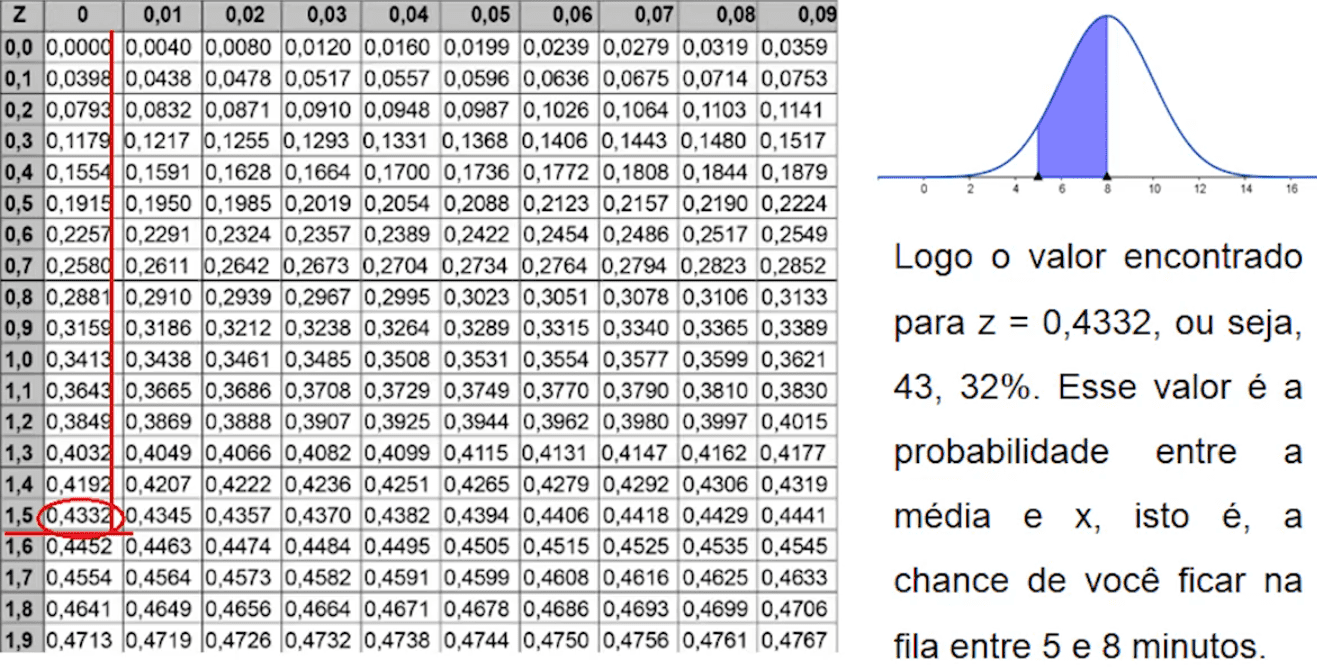 Z 0 0,01 0,02 0,03 0,04 0,05 0,06 0,07 0,08 0,09
0,0 0,0000 0,0040 0,0080 0,0120 0,0160 0,0199 0,0239 0,0279 0,0319 0,0359
0,1 0,0398 0,0438 0,0478 0,0517 0,0557 0,0596 0,0636 0,0675 0,0714 0,0753
0,2 0,0793 0,0832 0,0871 0,0910 0,0948 0,0987 0,1026 0,1064 0,1103 0,1141
0,3 0,1179 0,1217 0,1255 0,1293 0,1331 0,1368 0,1406 0,1443 0,1480 0,1517
0,4 0,1554 0,1591 0,1628 0,1664 0,1700 0,1736 0,1772 0,1808 0,1844 0,1879
0,5 0,1915 0,1950 0,1985 0,2019 0,2054 0,2088 0,2123 0,2157 0,2190 0,2224
0,6 0,2257 0,2291 0,2324 0,2357 0,2389 0,2422 0,2454 0,2486 0,2517 0,2549
0,7 0,2580 0,2611 0,2642 0,2673 0,2704 0,2734 0,2764 0,2794 0,2823 0,2852
0,8 0,2881 0,2910 0,2939 0,2967 0,2995 0,3023 0,3051 0,3078 0,3106 0,3133
0,9 0,3159 0,3186 0,3212 0,3238 0,3264 0,3289 0,3315 0,3340 0,3365 0,3389
1,0 0,3413 0,3438 0,3461 0,3485 0,3508 0,3531 0,3554 0,3577 0,3599 0,3621
1,1 0,3643 0,3665 0,3686 0,3708 0,3729 0,3749 0,3770 0,3790 0,3810 0,3830
1,2 0,3849 0,3869 0,3888 0,3907 0,3925 0,3944 0,3962 0,3980 0,3997 0,4015
1,3 0,4032 0,4049 0,4066 0,4082 0,4099 0,4115 0,4131 0,4147 0,4162 0,4177
1,4 0,4192 0,4207 0,4222 0,4236 0,4251 0,4265 0,4279 0,4292 0,4306 0,4319
1,5 0,4332 0,4345 0,4357 0,4370 0,4382 0,4394 0,4406 0,4418 0,4429 0,4441
1,6 0,4452 0,4463 0,4474 0,4484 0,4495 0,4505 0,4515 0,4525 0,4535 0,4545
1,7 0,4554 0,4564 0,4573 0,4582 0,4591 0,4599 0,4608 0,4616 0,4625 0,4633
1,8 0,4641 0,4649 0,4656 0,4664 0,4671 0,4678 0,4686 0,4693 0,4699 0,4706
1,9 0,4713 0,4719 0,4726 0,4732 0,4738 0,4744 0,4750 0,4756 0,4761 0,4767
0 2 4 6 8 10 12 14 16
Logo o valor encontrado
para z = 0,4332, ou seja,
43, 32%. Esse valor é a
probabilidade entre a
média e x, isto é, a
chance de você ficar na
fila entre 5 e 8 minutos.